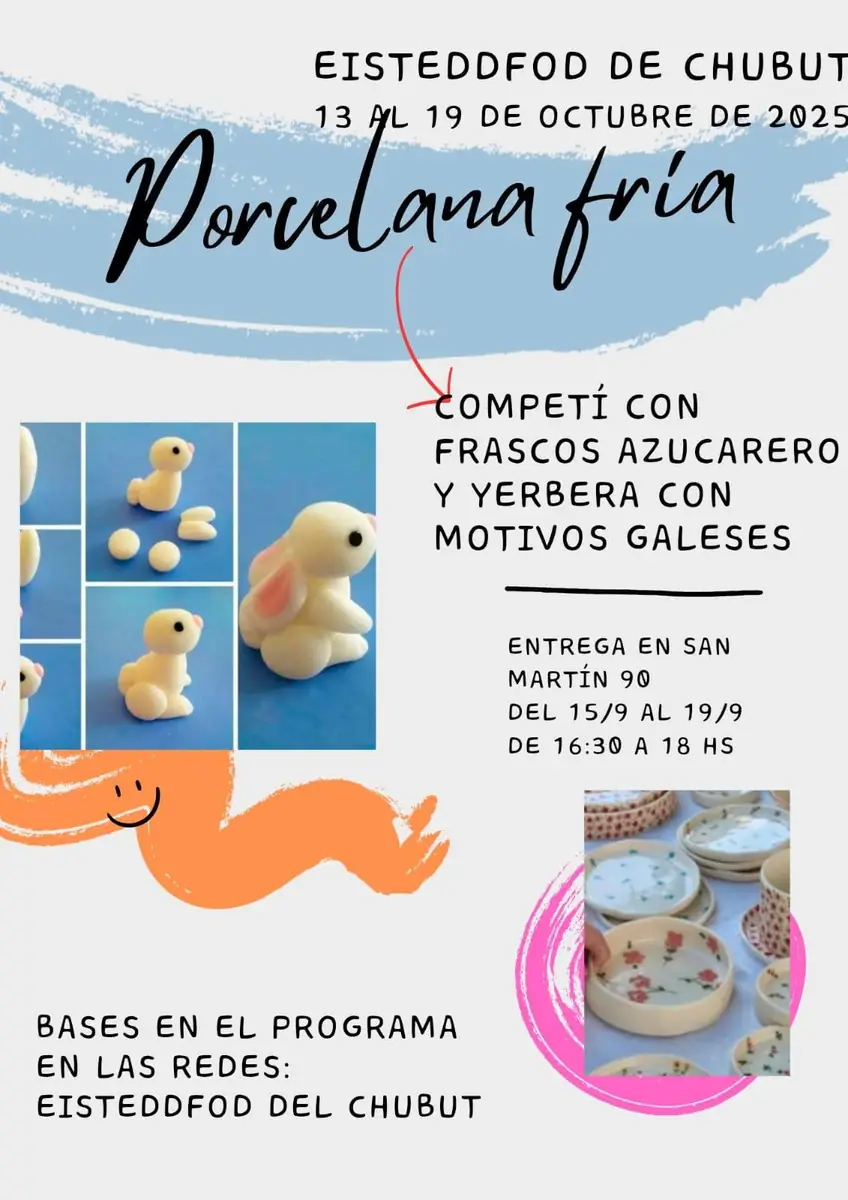 EISTEDDFOD DE CHUBUT
13 AL 19 DE OCTUBRE DE 2025
Porcelana fría
COMPETÍ CON
FRASCOS AZUCARERO
Y YERBERA CON
MOTIVOS GALESES
ENTREGA EN SAN
MARTÍN 90
DEL 15/9 AL 19/9
DE 16:30 A 18 HS
BASES EN EL PROGRAMA
EN LAS REDES:
EISTEDDFOD DEL CHUBUT